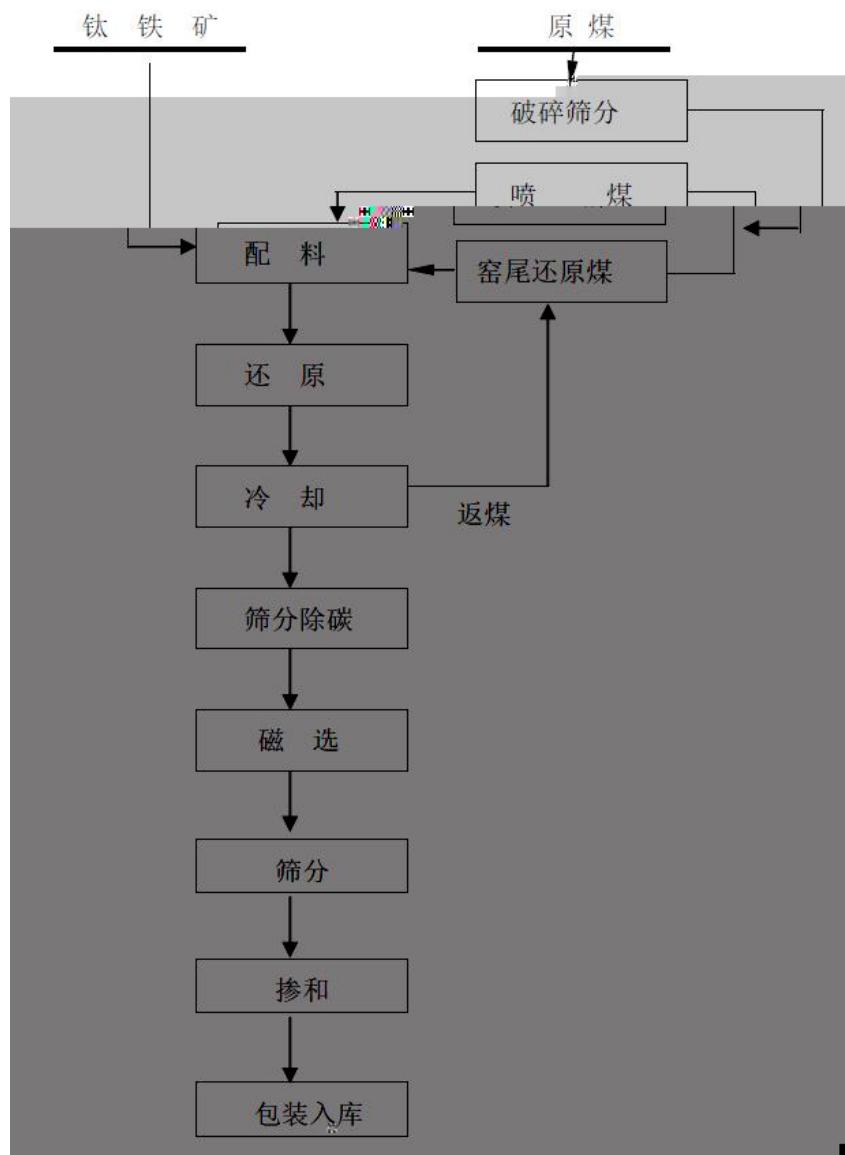 钛 铁 矿
原 煤
破碎筛分
喷 煤
配 料
窑尾还原煤
还 原
冷 却
返煤
筛分除碳
磁 选
筛分
掺和
包装入库